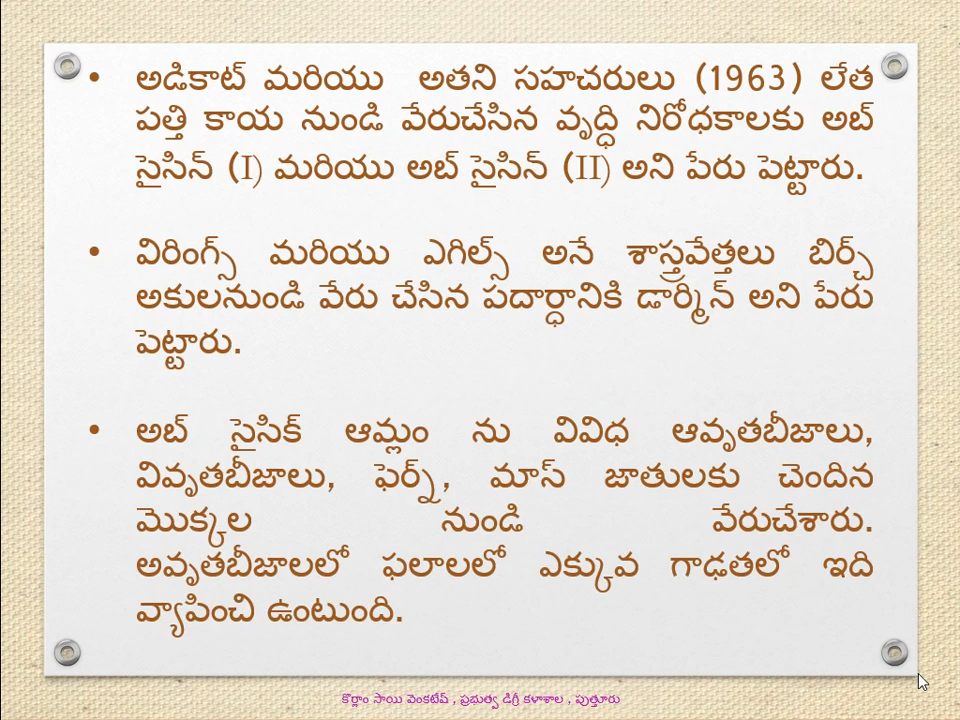 • అడికాట్ మరియు అతని సహచరులు (1963) లేత
పత్తి కాయ నుండి వేరుచేసిన వృద్ధి నిరోధకాలకు అబ్
సైసిన్ (I) మరియు అబ్ సైసిన్ (II) అని పేరు పెట్టారు.
• విరింగ్స్ మరియు ఎగిల్స్ అనే శాస్త్రవేత్తలు బిర్చ్
అకులనుండి వేరు చేసిన పదార్ధానికి డార్మిన్ అని పేరు
పెట్టారు.
• అబ్ సైసిక్ ఆమ్లం ను వివిధ ఆవృతబీజాలు,
వివృతబీజాలు, ఫెర్న్, మాస్ జాతులకు చెందిన
మొక్కల నుండి వేరుచేశారు.
అవృతబీజాలలో ఫలాలలో ఎక్కువ గాఢతలో ఇది
వ్యాపించి ఉంటుంది.
కొర్లాం సాయి వెంకటేష్ , ప్రభుత్వ డిగ్రీ కళాశాల , పుత్తూరు